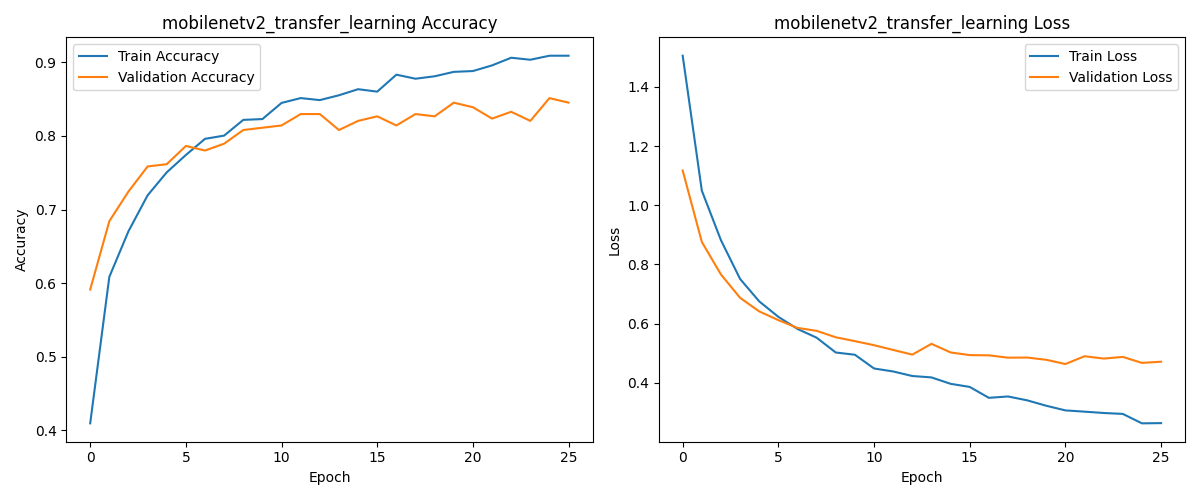 mobilenetv2_transfer_learning Accuracy
Train Accuracy
Validation Accuracy
0.9
0.8
0.7
0.6
0.5
0.4
Accuracy
0 5 10 15 20 25
Epoch
mobilenetv2_transfer_learning Loss
Train Loss
Validation Loss
1.4
1.2
1.0
0.8
0.6
0.4
Loss
0 5 10 15 20 25
Epoch